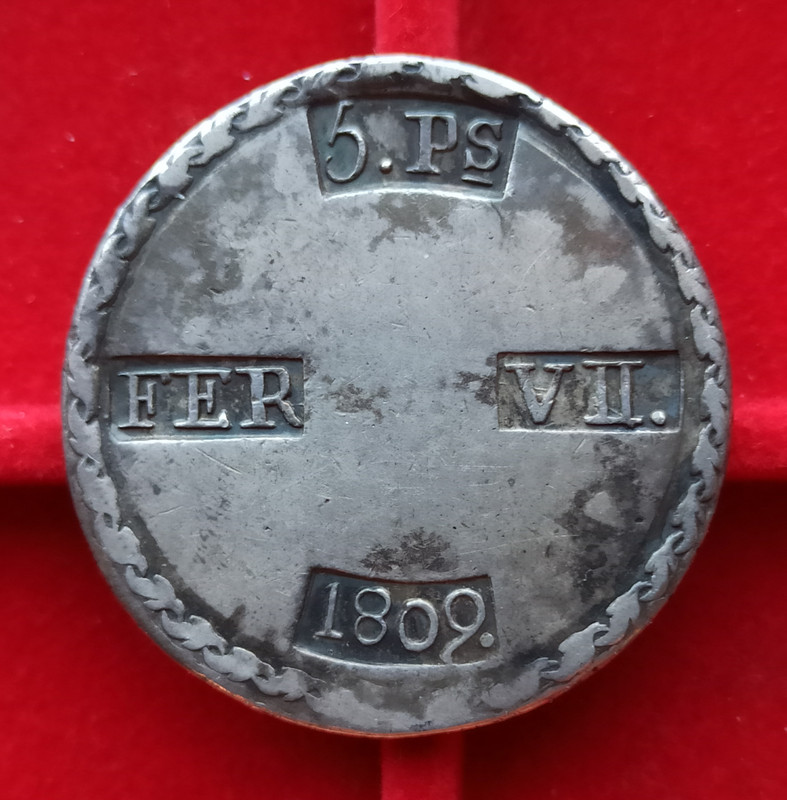 5. Ps
FER VII.
1809.